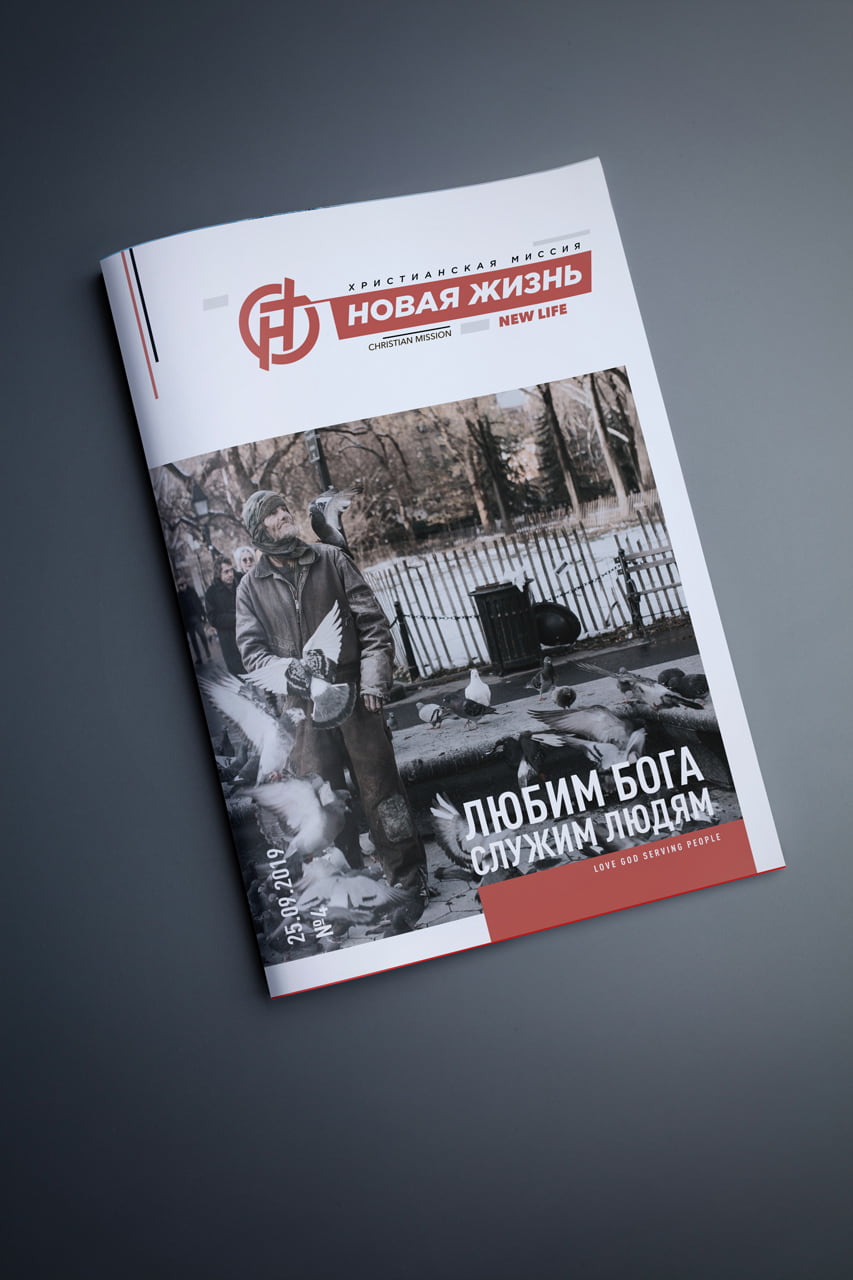 ХРИСТИАНСКАЯ МИССИЯ
НОВАЯ ЖИЗНЬ
CHRISTIAN MISSION
NEW LIFE
ЛЮБИМ БОГА
СЛУЖИМ ЛЮДЯМ
LOVE GOD SERVING PEOPLE
25.09.2019
№4